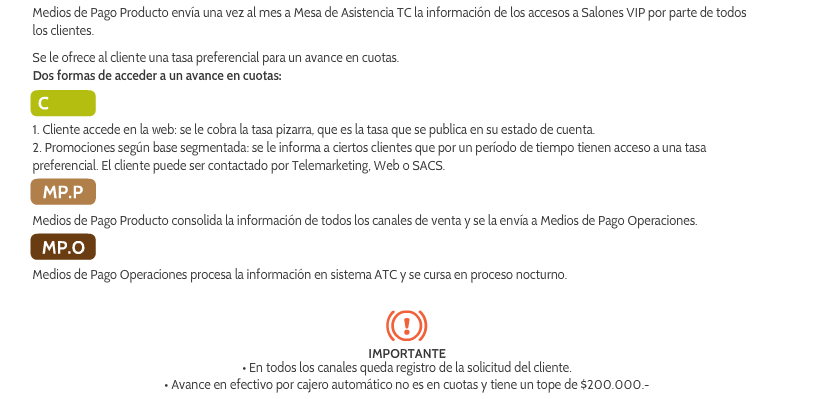 Medios de Pago Producto envía una vez al mes a Mesa de Asistencia TC la información de los accesos a Salones VIP por parte de todos
los clientes.
Se le ofrece al cliente una tasa preferencial para un avance en cuotas.
Dos formas de acceder a un avance en cuotas:
C
1. Cliente accede en la web: se le cobra la tasa pizarra, que es la tasa que se publica en su estado de cuenta.
2. Promociones según base segmentada: se le informa a ciertos clientes que por un período de tiempo tienen acceso a una tasa
preferencial. El cliente puede ser contactado por Telemarketing, Web o SACS.
MP.P
Medios de Pago Producto consolida la información de todos los canales de venta y se la envía a Medios de Pago Operaciones.
MP.O
Medios de Pago Operaciones procesa la información en sistema ATC y se cursa en proceso nocturno.
IMPORTANTE
• En todos los canales queda registro de la solicitud del cliente.
• Avance en efectivo por cajero automático no es en cuotas y tiene un tope de $200.000.-